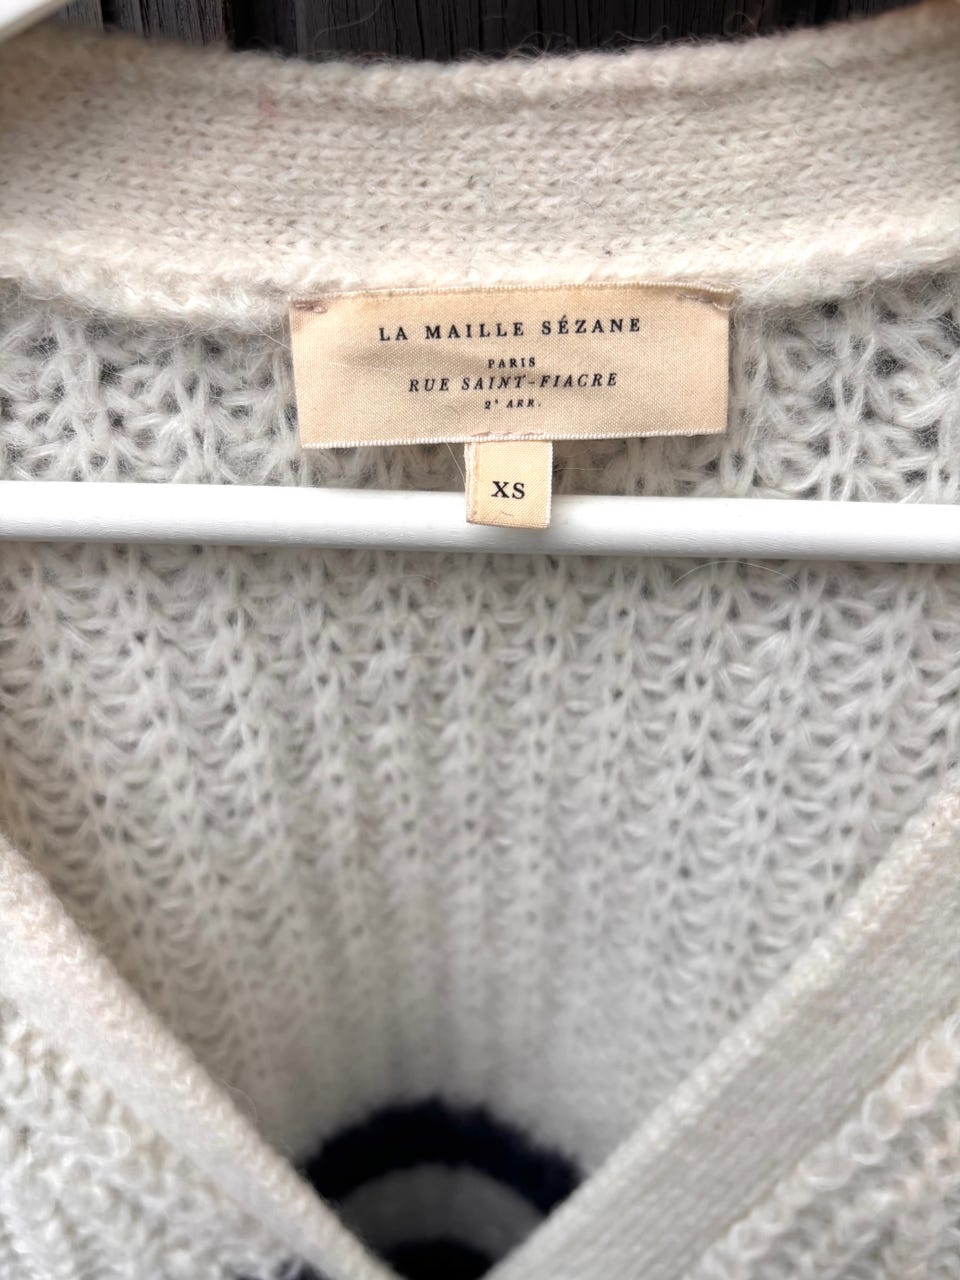 LA MAILLE SÉZANE
PARIS
RUE SAINT-FIACRE
2ᵉ ARR.
XS